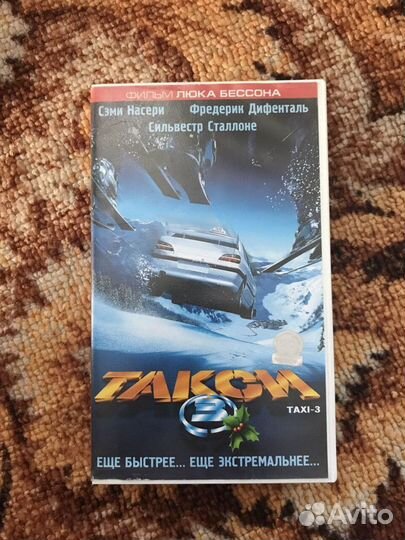 ФИЛЬМ ЛЮКА БЕССОНА
Сэми Насери Фредерик Дифенталь
Сильвестр Сталлоне
ТАКСИ
3
TAXI-3
ЕЩЕ БЫСТРЕЕ... ЕЩЕ ЭКСТРЕМАЛЬНЕЕ...
Avito